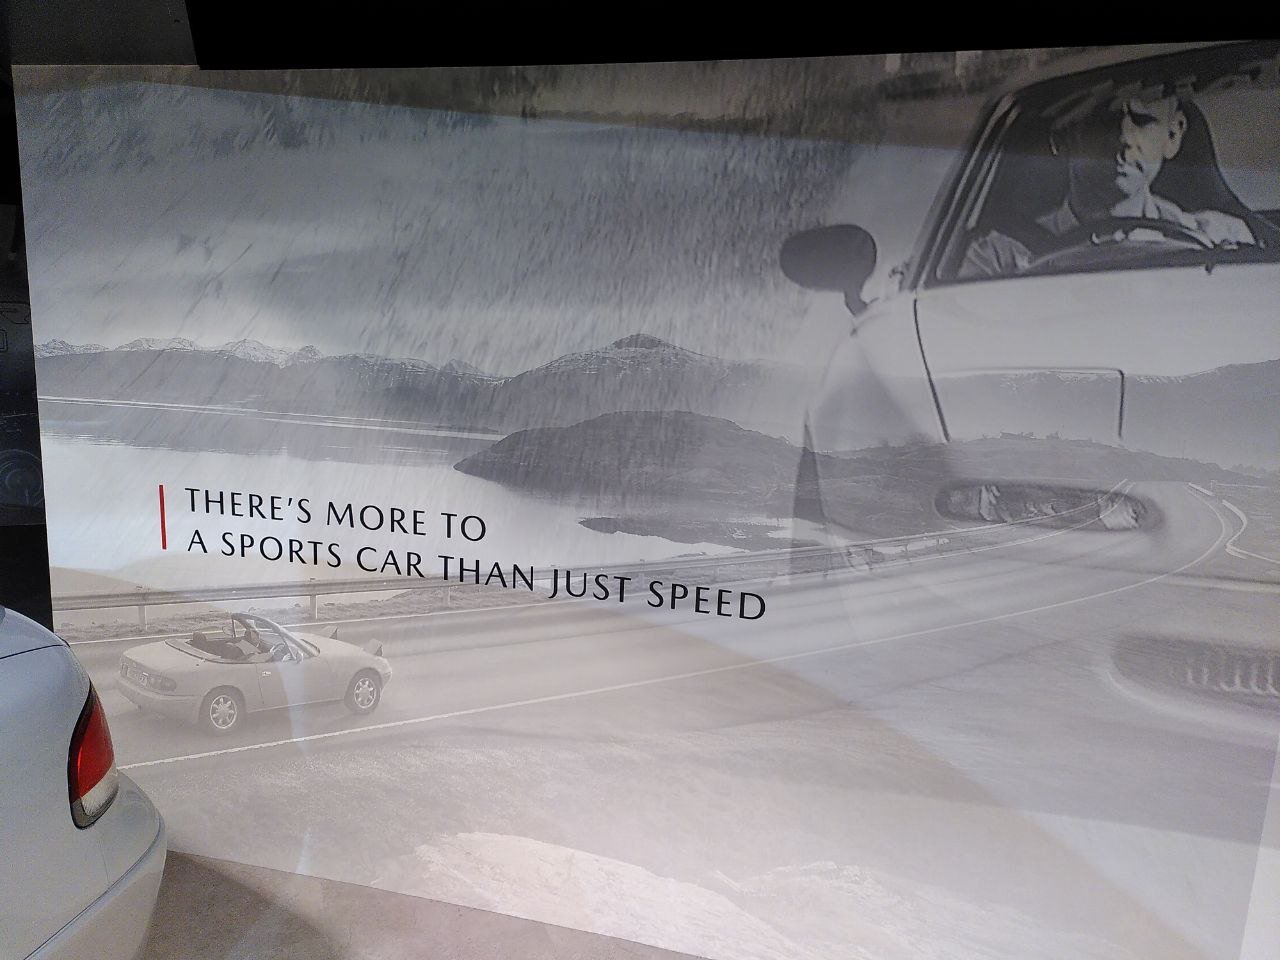 THERE'S MORE TO
A SPORTS CAR THAN JUST SPEED